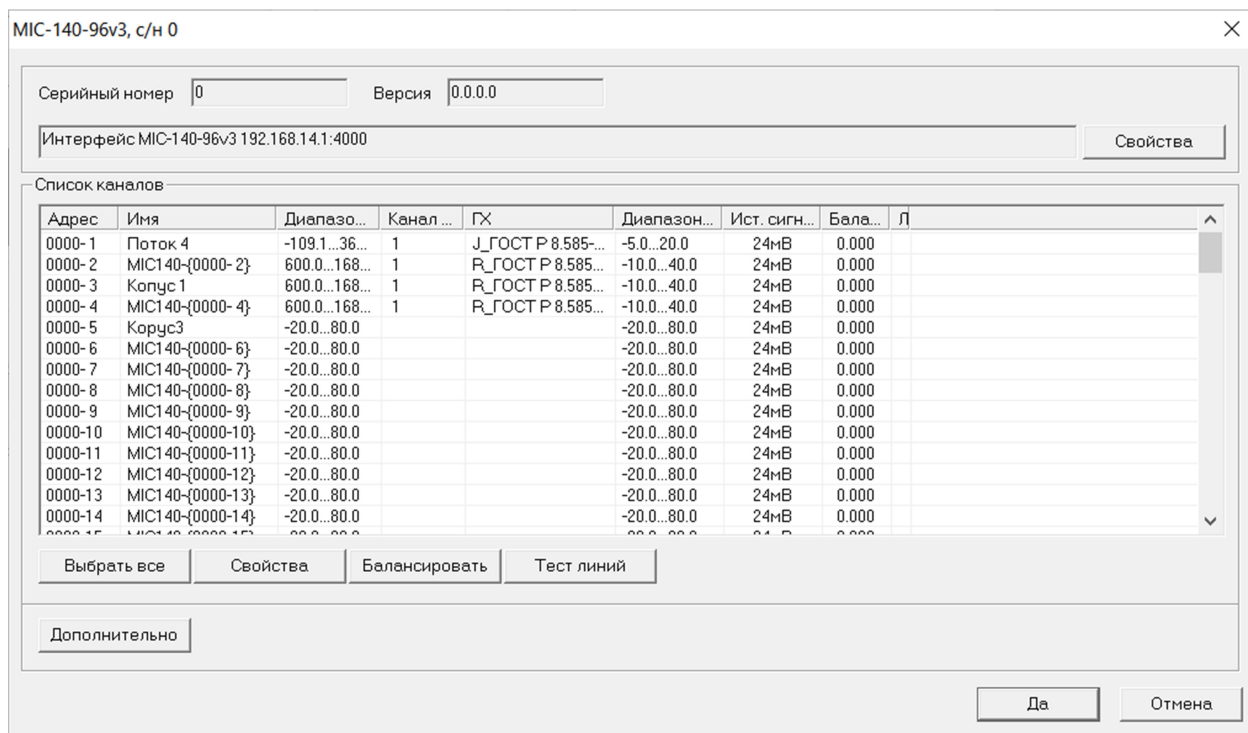 MIC-140-96v3, с/н 0
Серийный номер 0 Версия 0.0.0.0
Интерфейс MIC-140-96v3 192.168.14.1:4000 Свойства
Список каналов
Адрес Имя Диапазо... Канал ... ГХ Диапазон... Ист. сигн... Бала... Л
0000- 1 Поток 4 -109.1...36... 1 J_ГОСТ Р 8.585-... -5.0...20.0 24мВ 0.000
0000- 2 MIC140-{0000- 2} 600.0...168... 1 R_ГОСТ Р 8.585... -10.0...40.0 24мВ 0.000
0000- 3 Копус 1 600.0...168... 1 R_ГОСТ Р 8.585... -10.0...40.0 24мВ 0.000
0000- 4 MIC140-{0000- 4} 600.0...168... 1 R_ГОСТ Р 8.585... -10.0...40.0 24мВ 0.000
0000- 5 Корус3 -20.0...80.0 -20.0...80.0 24мВ 0.000
0000- 6 MIC140-{0000- 6} -20.0...80.0 -20.0...80.0 24мВ 0.000
0000- 7 MIC140-{0000- 7} -20.0...80.0 -20.0...80.0 24мВ 0.000
0000- 8 MIC140-{0000- 8} -20.0...80.0 -20.0...80.0 24мВ 0.000
0000- 9 MIC140-{0000- 9} -20.0...80.0 -20.0...80.0 24мВ 0.000
0000-10 MIC140-{0000-10} -20.0...80.0 -20.0...80.0 24мВ 0.000
0000-11 MIC140-{0000-11} -20.0...80.0 -20.0...80.0 24мВ 0.000
0000-12 MIC140-{0000-12} -20.0...80.0 -20.0...80.0 24мВ 0.000
0000-13 MIC140-{0000-13} -20.0...80.0 -20.0...80.0 24мВ 0.000
0000-14 MIC140-{0000-14} -20.0...80.0 -20.0...80.0 24мВ 0.000
Выбрать все Свойства Балансировать Тест линий
Дополнительно
Да Отмена